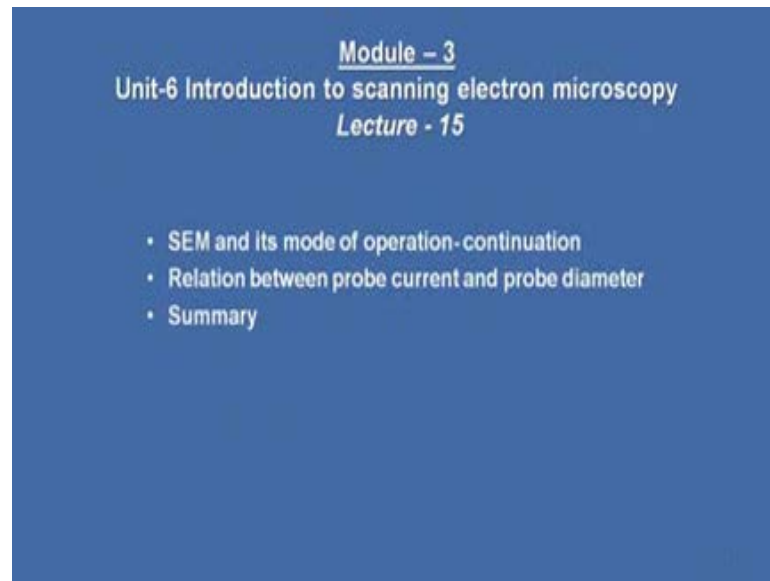 Module – 3
Unit-6 Introduction to scanning electron microscopy
Lecture - 15
• SEM and its mode of operation- continuation
• Relation between probe current and probe diameter
• Summary